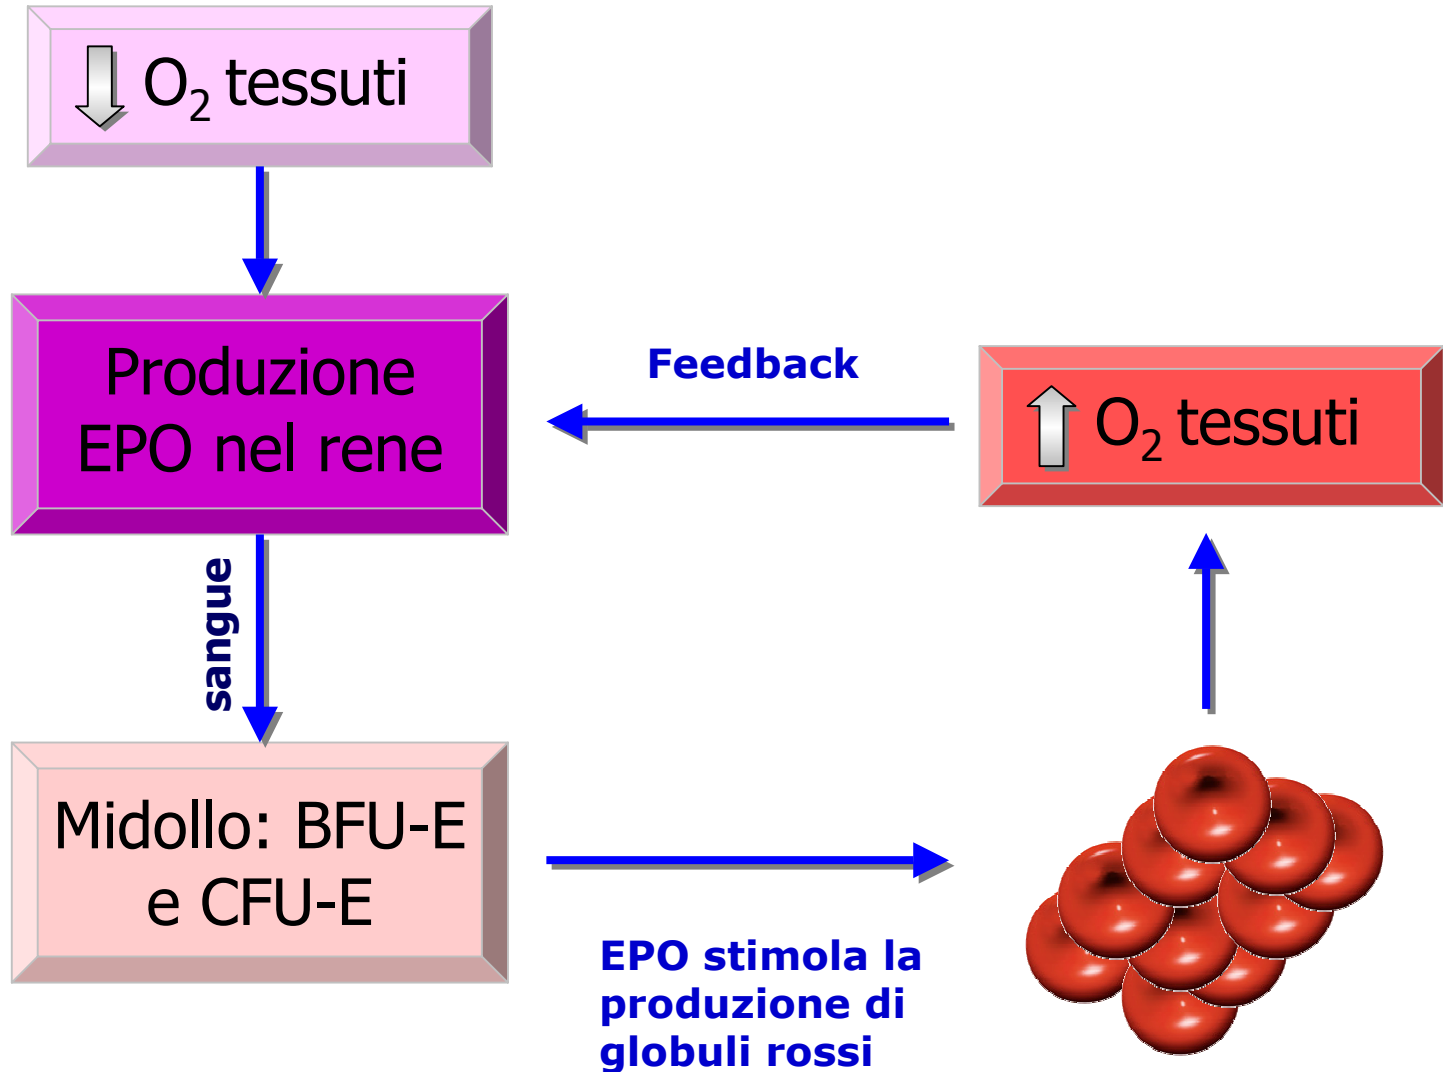 O₂ tessuti
Produzione
EPO nel rene
Feedback
O₂ tessuti
sangue
Midollo: BFU-E
e CFU-E
EPO stimola la
produzione di
globuli rossi